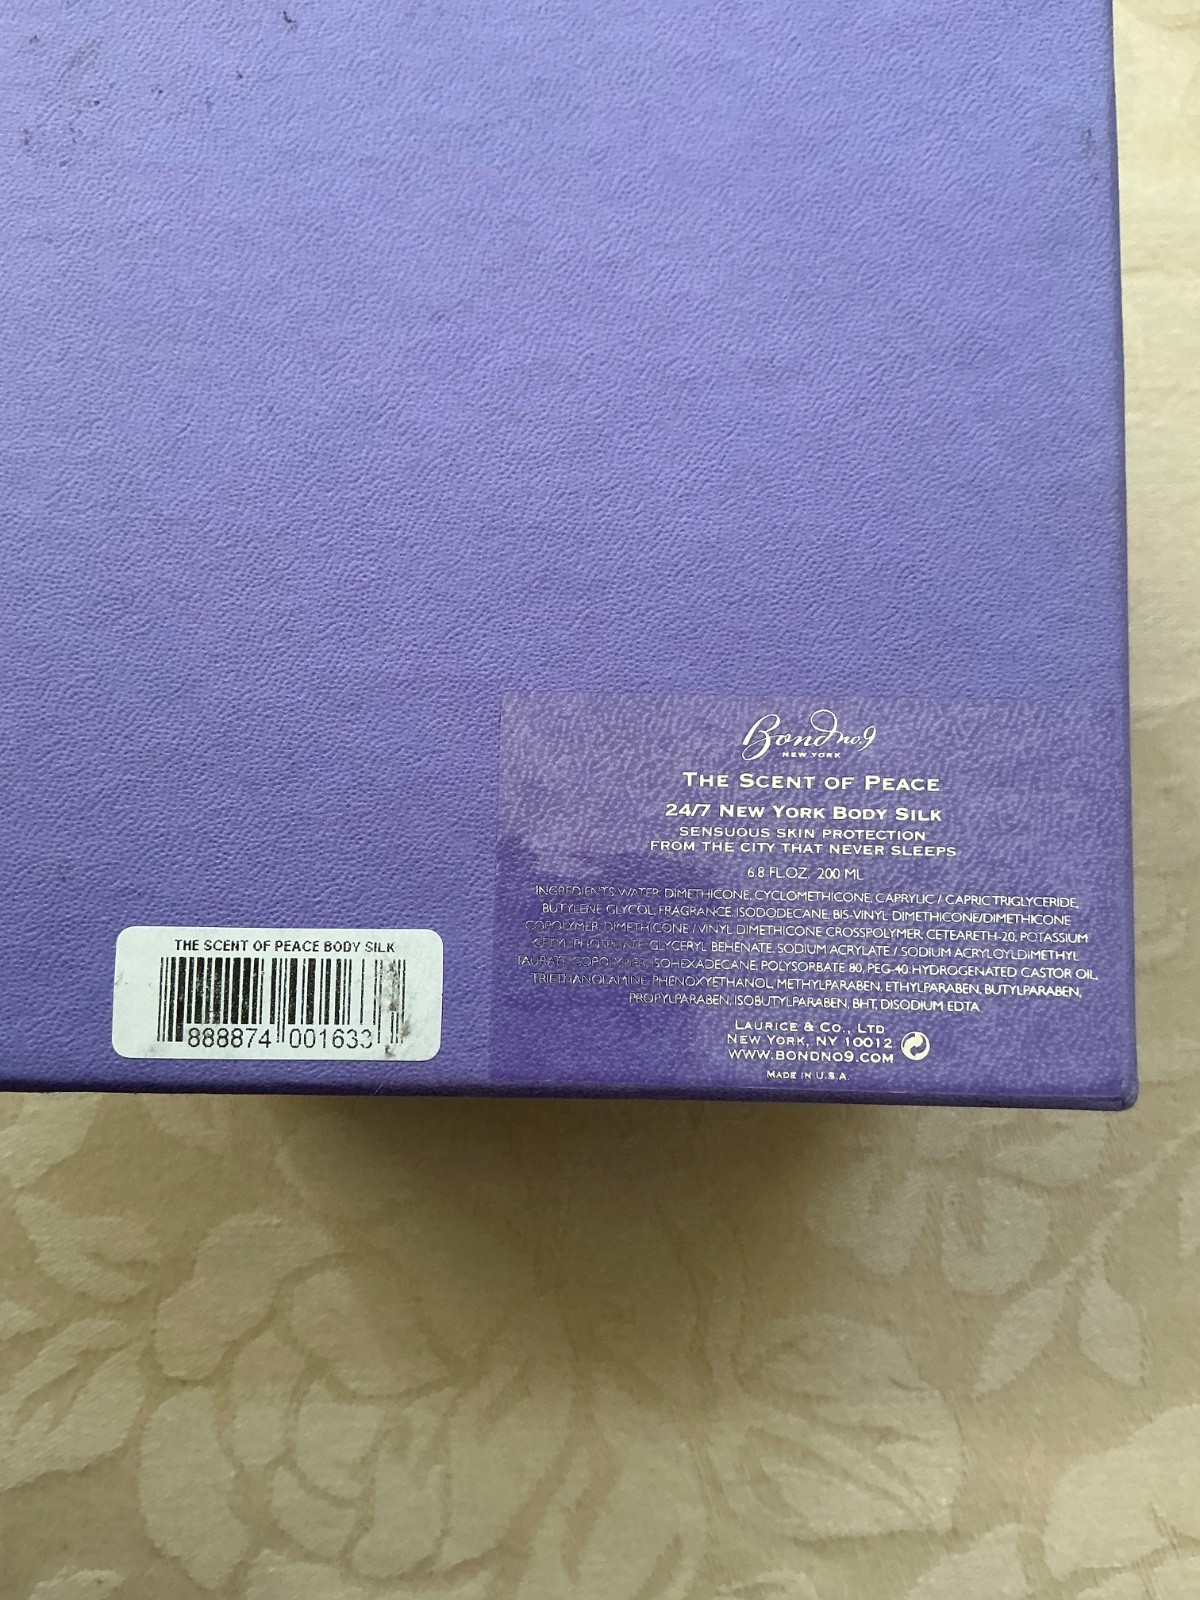 Bond no.9
NEW YORK
THE SCENT OF PEACE
24/7 NEW YORK BODY SILK
SENSUOUS SKIN PROTECTION
FROM THE CITY THAT NEVER SLEEPS
6.8 FL.OZ. 200 ML
INGREDIENTS: WATER, DIMETHICONE, CYCLOMETHICONE, CAPRYLIC / CAPRIC TRIGLYCERIDE,
BUTYLENE GLYCOL, FRAGRANCE, ISODODECANE, BIS-VINYL DIMETHICONE/DIMETHICONE
COPOLYMER, DIMETHICONE / VINYL DIMETHICONE CROSSPOLYMER, CETEARETH-20, POTASSIUM
CETYL PHOSPHATE, GLYCERYL BEHENATE, SODIUM ACRYLATE / SODIUM ACRYLOYLDIMETHYL
TAURATE COPOLYMER, ISOHEXADECANE, POLYSORBATE 80, PEG-40 HYDROGENATED CASTOR OIL,
TRIETHANOLAMINE, PHENOXYETHANOL, METHYLPARABEN, ETHYLPARABEN, BUTYLPARABEN,
PROPYLPARABEN, ISOBUTYLPARABEN, BHT, DISODIUM EDTA
LAURICE & CO., LTD
NEW YORK, NY 10012
WWW.BONDNO9.COM
MADE IN U.S.A.
THE SCENT OF PEACE BODY SILK
888874 001633